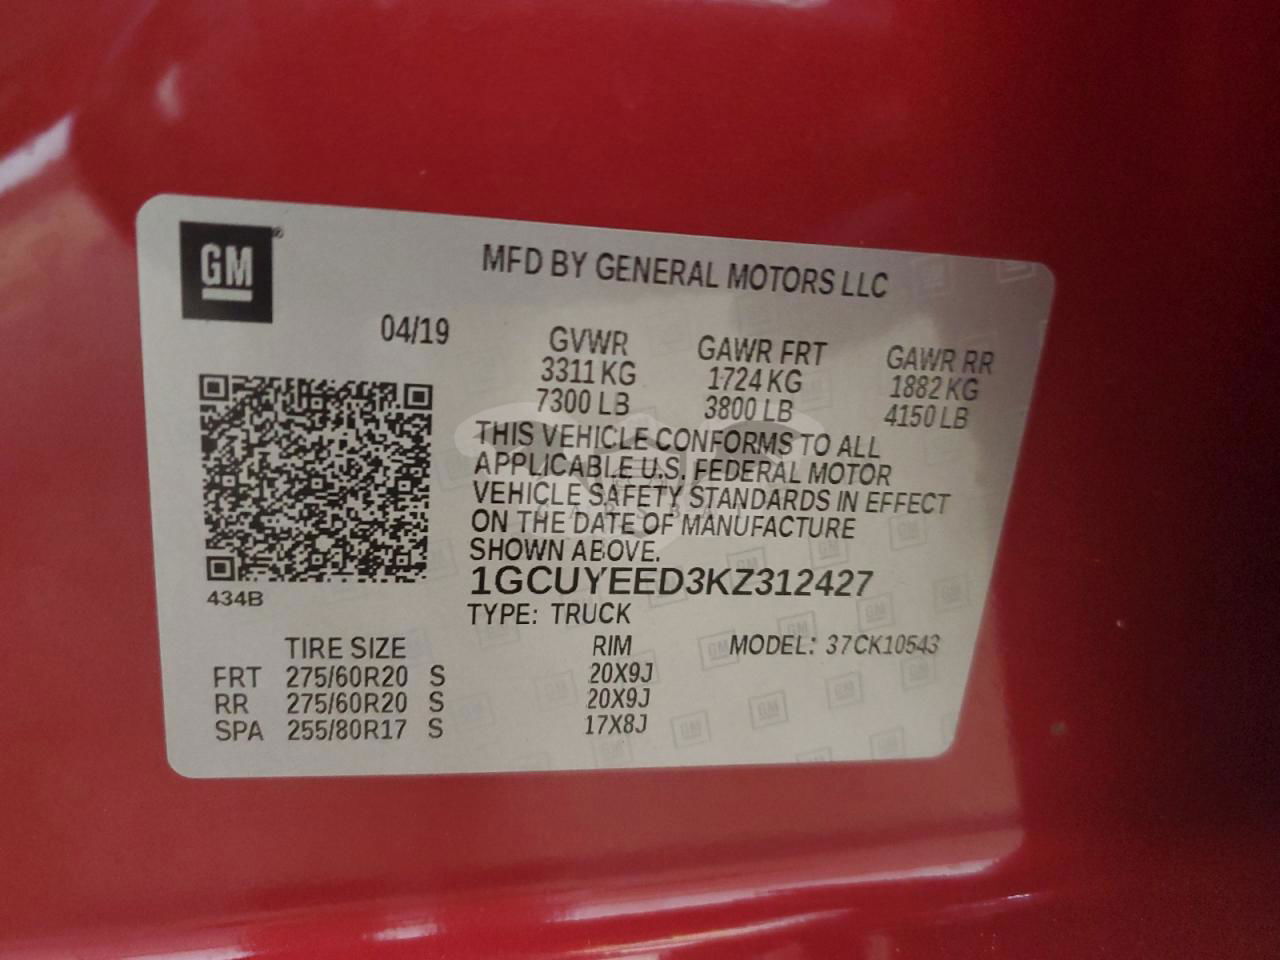 GM®
MFD BY GENERAL MOTORS LLC
04/19
GVWR GAWR FRT GAWR RR
3311 KG 1724 KG 1882 KG
7300 LB 3800 LB 4150 LB
THIS VEHICLE CONFORMS TO ALL
APPLICABLE U.S. FEDERAL MOTOR
VEHICLE SAFETY STANDARDS IN EFFECT
ON THE DATE OF MANUFACTURE
SHOWN ABOVE.
434B
1GCUYEED3KZ312427
TYPE: TRUCK
TIRE SIZE RIM MODEL: 37CK10543
FRT 275/60R20 S 20X9J
RR 275/60R20 S 20X9J
SPA 255/80R17 S 17X8J